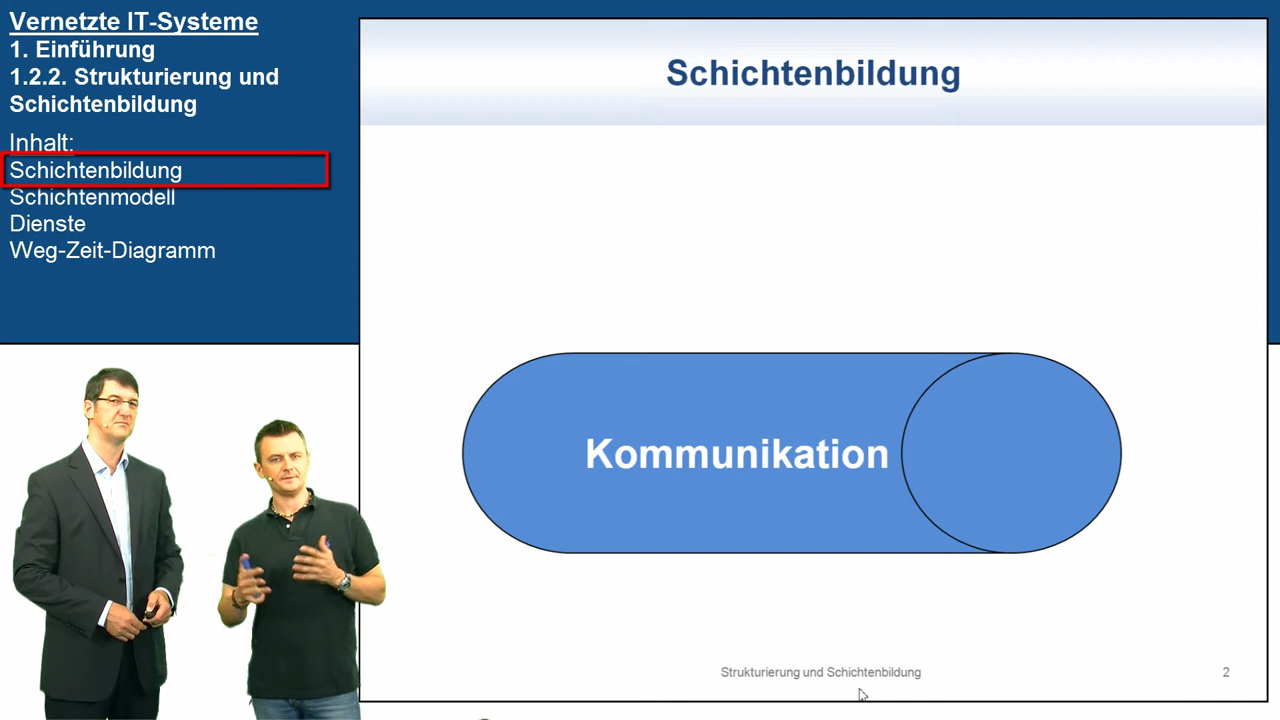 Vernetzte IT-Systeme
1. Einführung
1.2.2. Strukturierung und
Schichtenbildung
Inhalt:
Schichtenbildung
Schichtenmodell
Dienste
Weg-Zeit-Diagramm
Schichtenbildung
Kommunikation
Strukturierung und Schichtenbildung
2